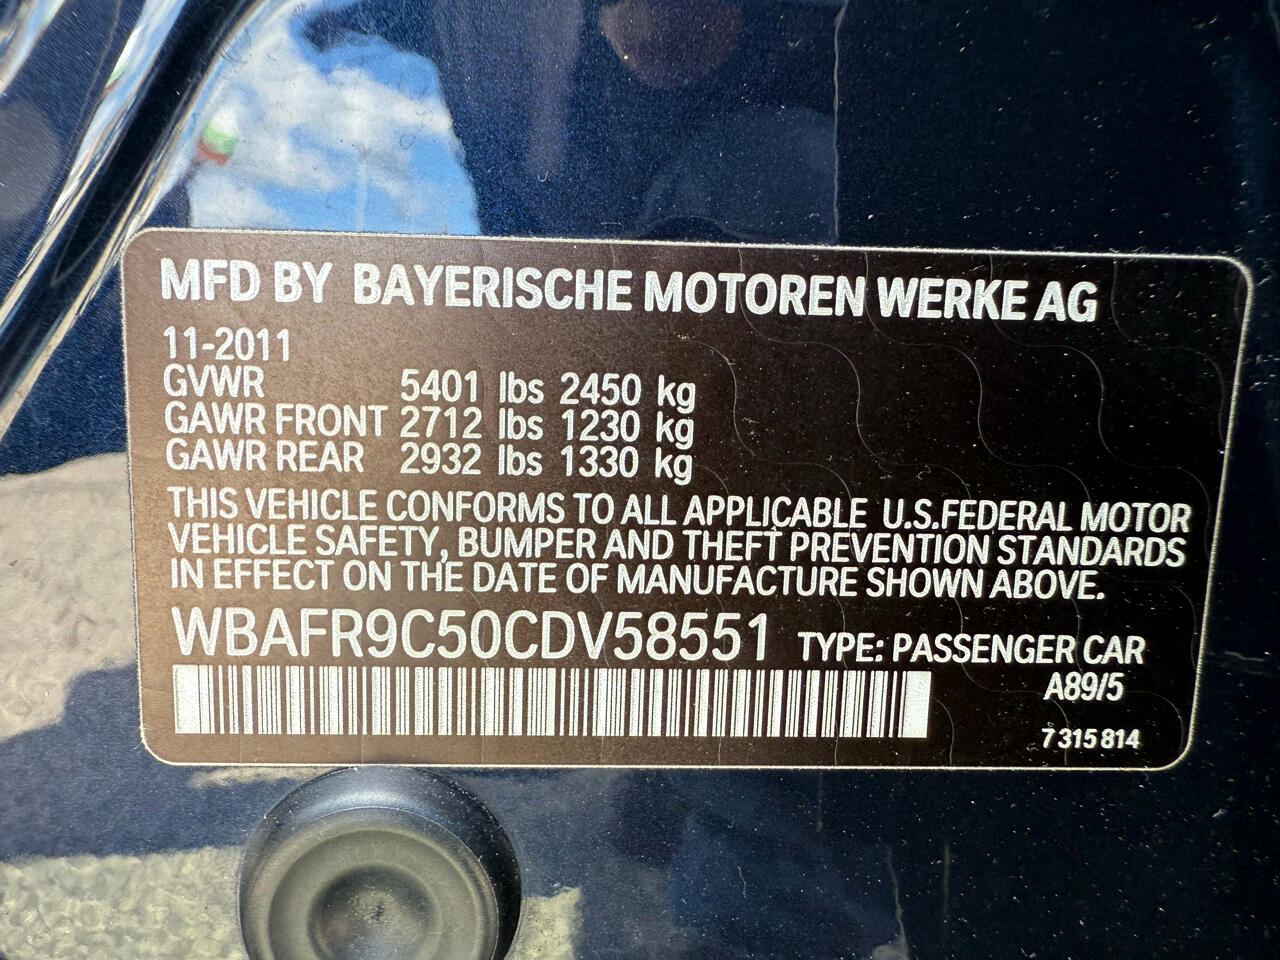 MFD BY BAYERISCHE MOTOREN WERKE AG
11-2011
GVWR 5401 lbs 2450 kg
GAWR FRONT 2712 lbs 1230 kg
GAWR REAR 2932 lbs 1330 kg
THIS VEHICLE CONFORMS TO ALL APPLICABLE U.S.FEDERAL MOTOR
VEHICLE SAFETY, BUMPER AND THEFT PREVENTION STANDARDS
IN EFFECT ON THE DATE OF MANUFACTURE SHOWN ABOVE.
WBAFR9C50CDV58551 TYPE: PASSENGER CAR
A89/5
7 315 814